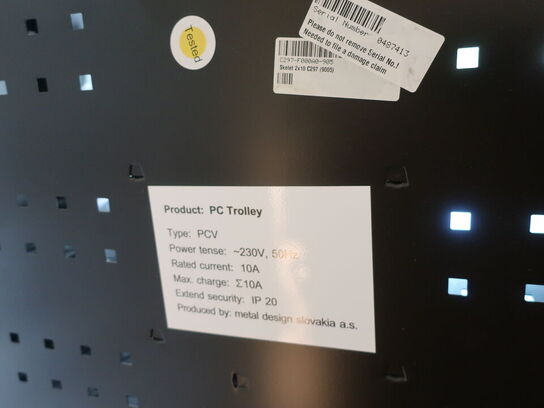 Tested
Serial Number 0487413
Please do not remove Serial No.!
Needed to file a damage claim
C297-F000A0-905
Skelet 2x10 C297 (9005)
Product: PC Trolley
Type: PCV
Power tense: ~230V, 50Hz
Rated current: 10A
Max. charge: Σ10A
Extend security: IP 20
Produced by: metal design slovakia a.s.